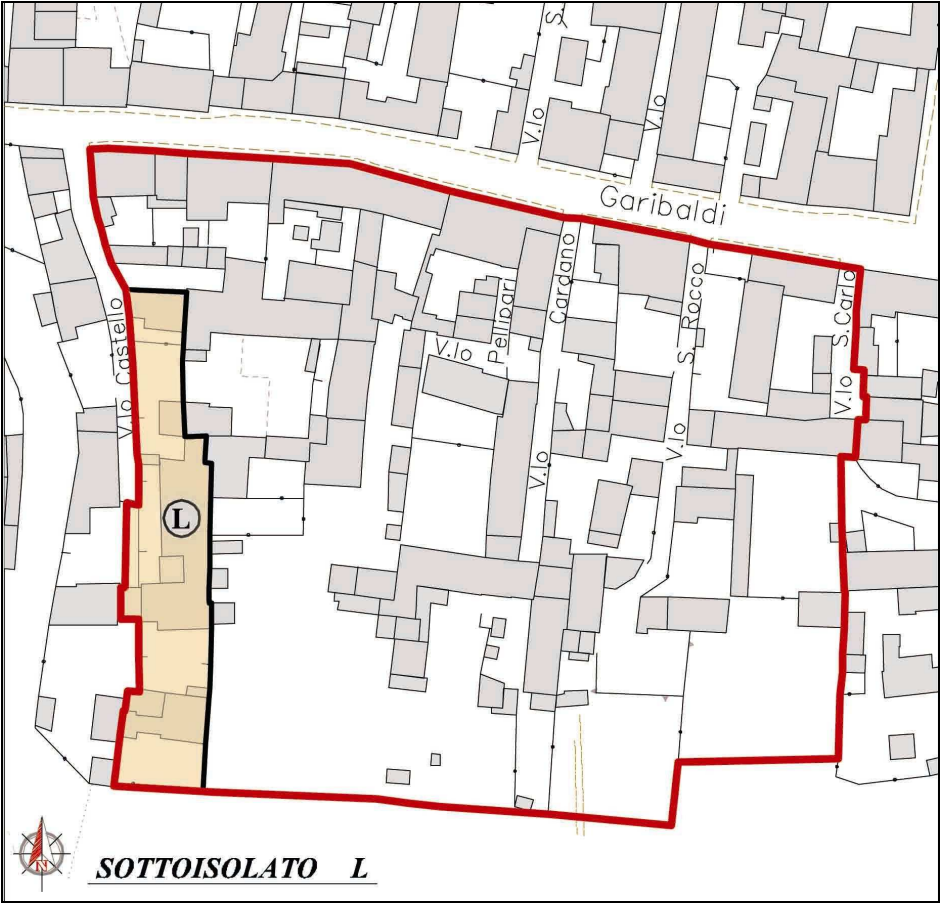 S.
V.lo
V.lo
Garibaldi
V.lo Castello
V.lo Pellipari
V.lo Cardano
V.lo S. Rocco
V.lo S. Carlo
L
N
SOTTOISOLATO L